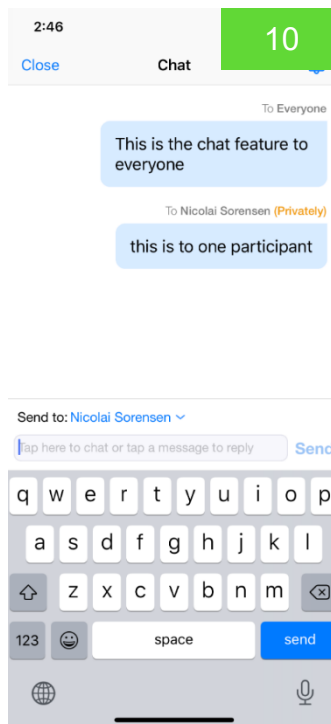 2:46
10
Close
Chat
To Everyone
This is the chat feature to
everyone
To Nicolai Sorensen (Privately)
this is to one participant
Send to: Nicolai Sorensen
Tap here to chat or tap a message to reply
Send
q w e r t y u i o p
a s d f g h j k l
z x c v b n m
123 space send